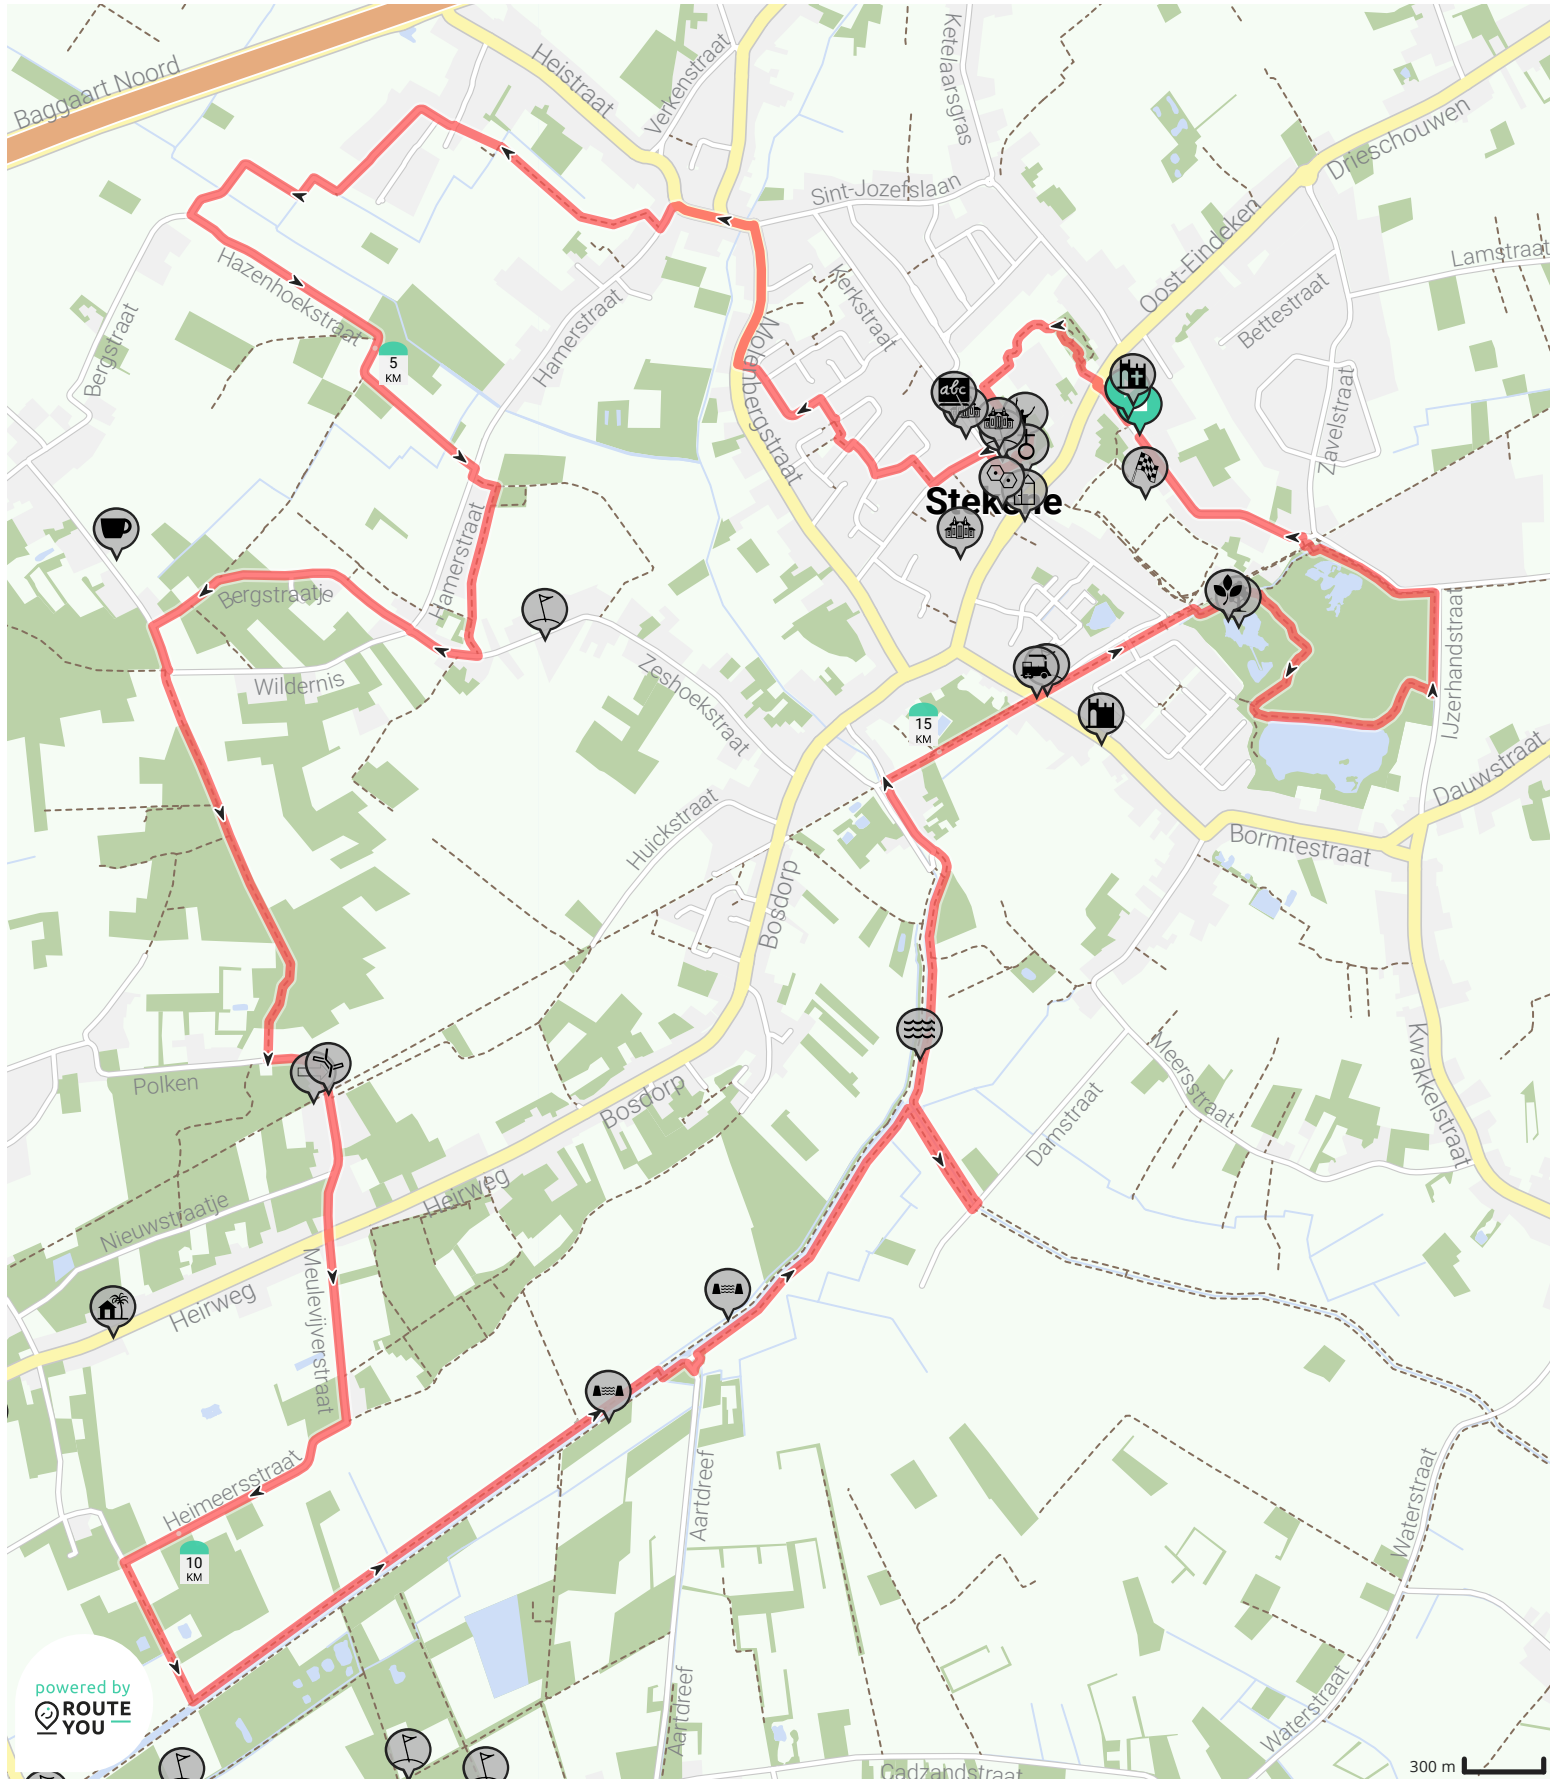 Baggaart Noord
Heistraat
Verkenstraat
Ketelaarsgras
Drieschouwen
Sint-Jozefslaan
Oost-Eindeken
Lamstraat
Hazenhoekstraat
Kerkstraat
Bettestraat
Bergstraat
Hamerstraat
Molenbergstraat
5
KM
abc
Zavelstraat
Stekene
Hamerstraat
Bergstraatje
IJzerhandstraat
Wildernis
Zeshoekstraat
15
KM
Dauwstraat
Huickstraat
Bormtestraat
Bosdorp
Polken
Bosdorp
Damstraat
Meersstraat
Kwakkelstraat
Nieuwstraatje
Heirweg
Heirweg
Meulevijverstraat
Heimeersstraat
Aartdreef
Waterstraat
10
KM
powered by
ROUTE
YOU
Aartdreef
Waterstraat
Cadzandstraat
300 m